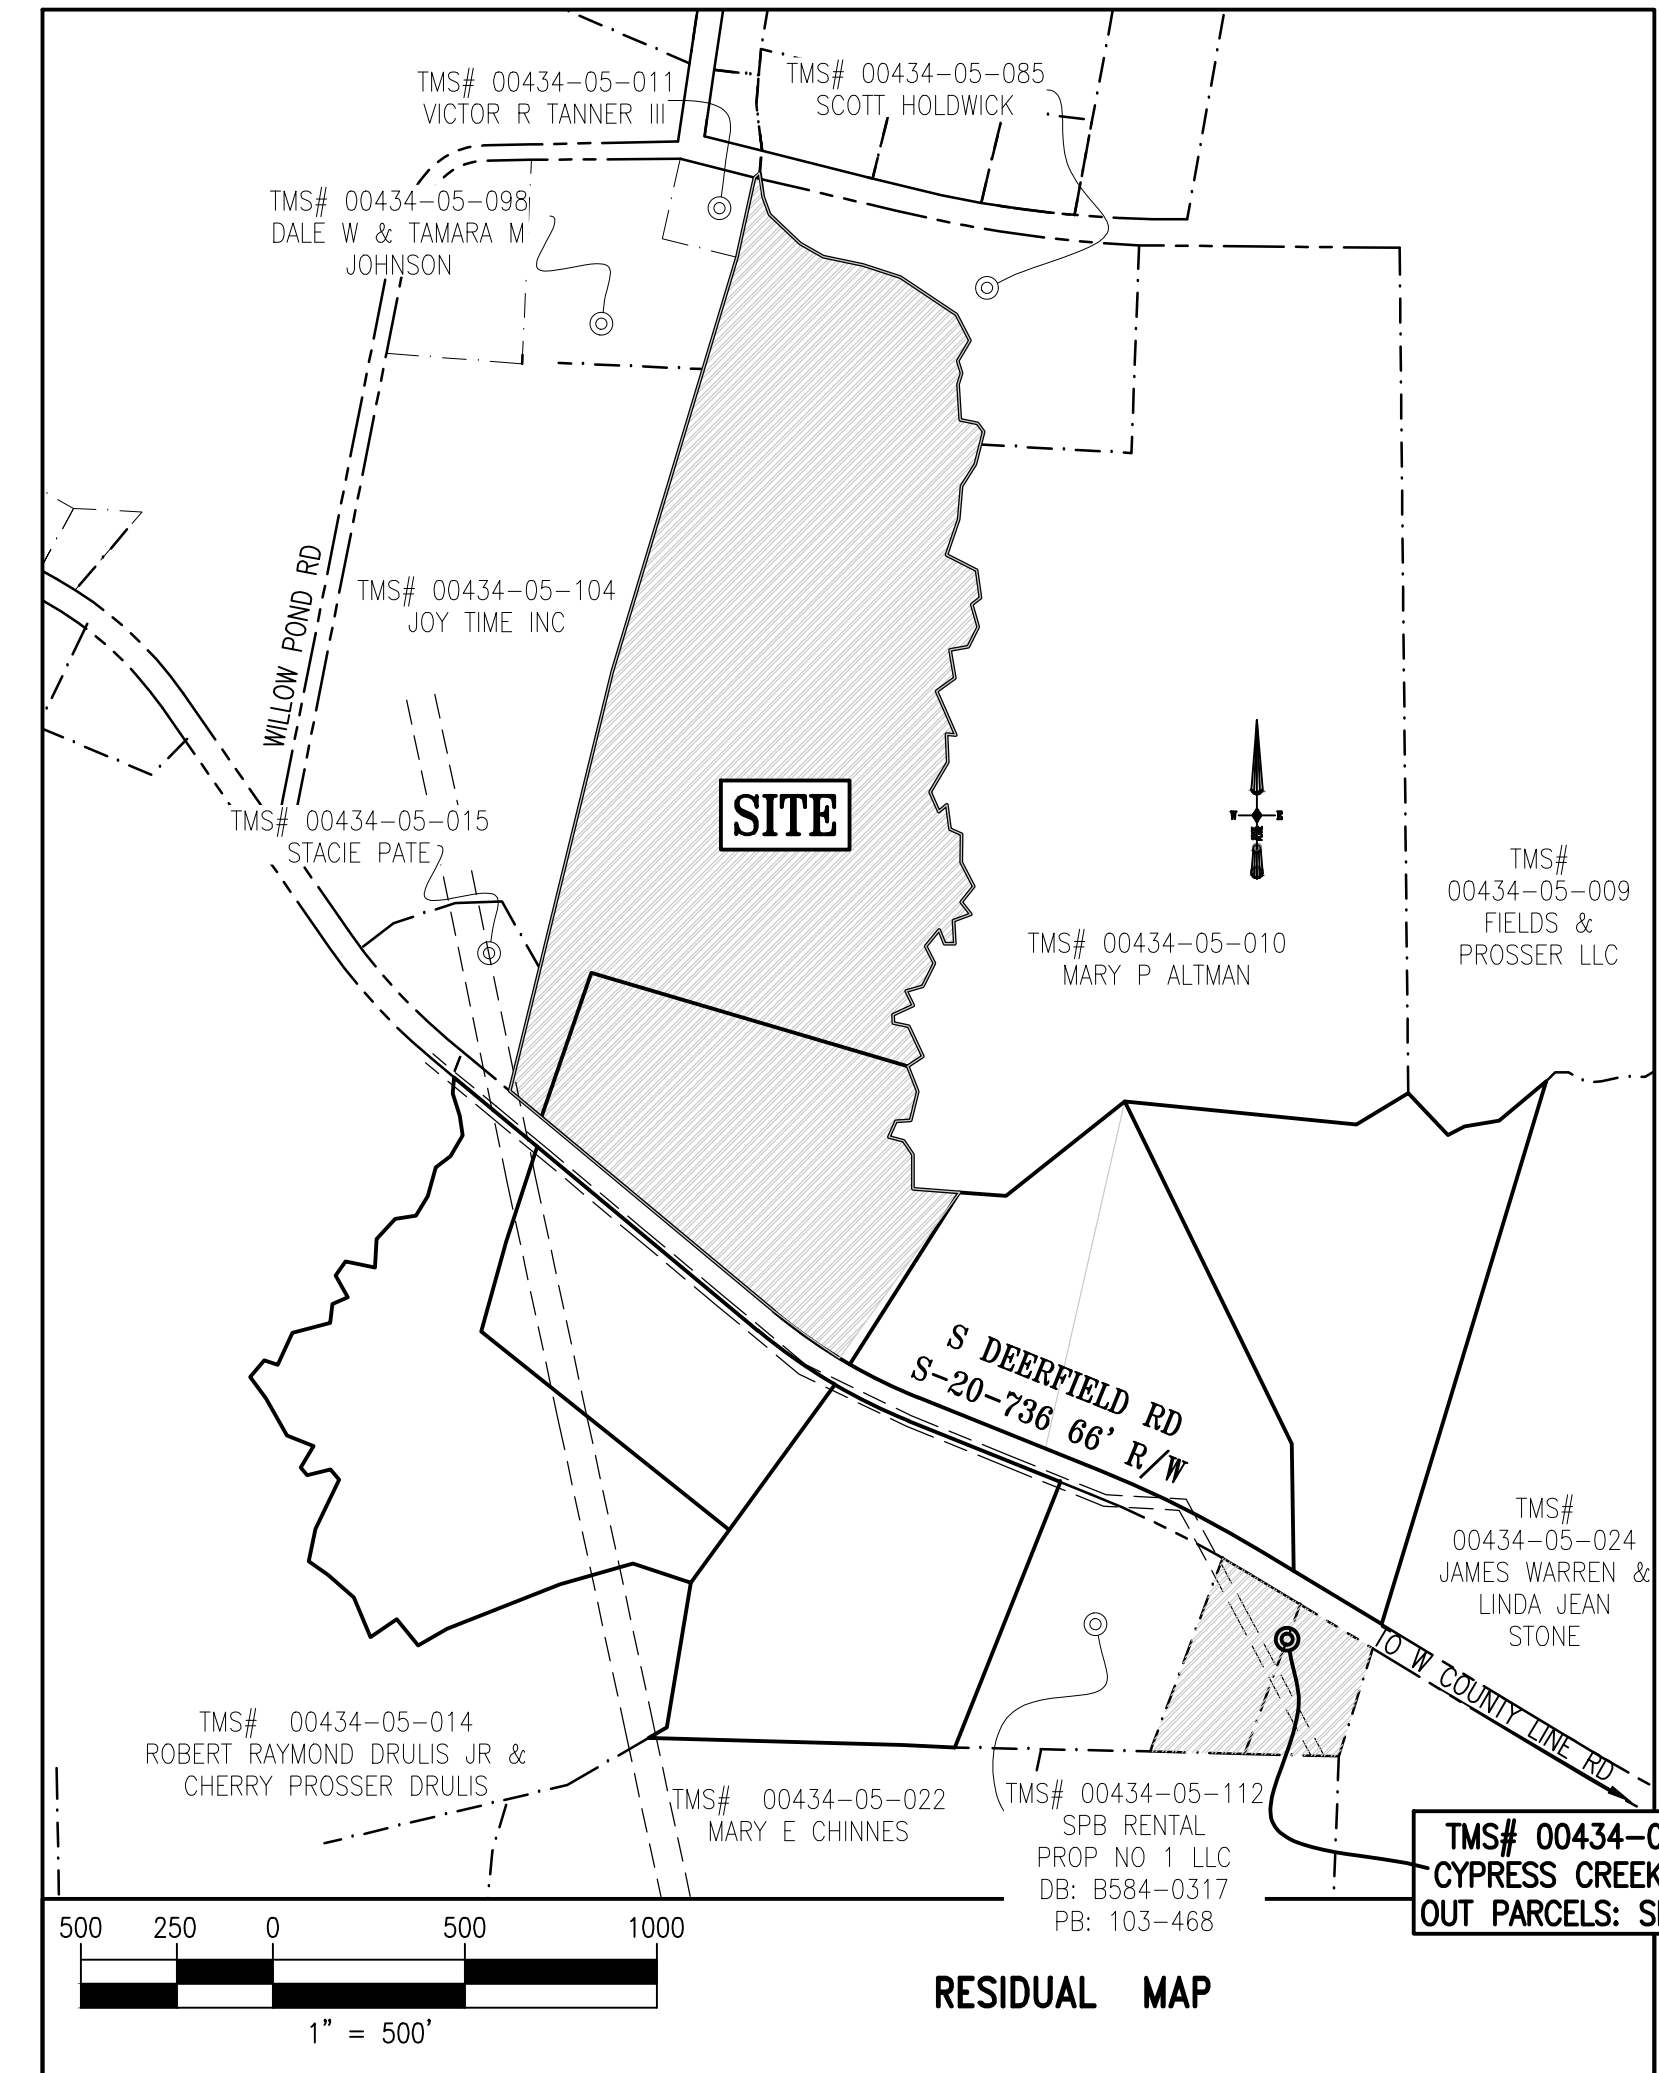 TMS# 00434-05-011
VICTOR R TANNER III
TMS# 00434-05-085
SCOTT HOLDWICK
TMS# 00434-05-098
DALE W & TAMARA M
JOHNSON
WILLOW POND RD
TMS# 00434-05-104
JOY TIME INC
SITE
W E
TMS# 00434-05-015
STACIE PATE
TMS#
00434-05-009
FIELDS &
PROSSER LLC
TMS# 00434-05-010
MARY P ALTMAN
S DEERFIELD RD
S-20-736 66' R/W
TMS#
00434-05-024
JAMES WARREN &
LINDA JEAN
STONE
TO W COUNTY LINE RD
TMS# 00434-05-014
ROBERT RAYMOND DRULIS JR &
CHERRY PROSSER DRULIS
TMS# 00434-05-022
MARY E CHINNES
TMS# 00434-05-112
SPB RENTAL
PROP NO 1 LLC
DB: B584-0317
PB: 103-468
TMS# 00434-0
CYPRESS CREEK
OUT PARCELS:
500 250 0 500 1000
1" = 500'
RESIDUAL MAP